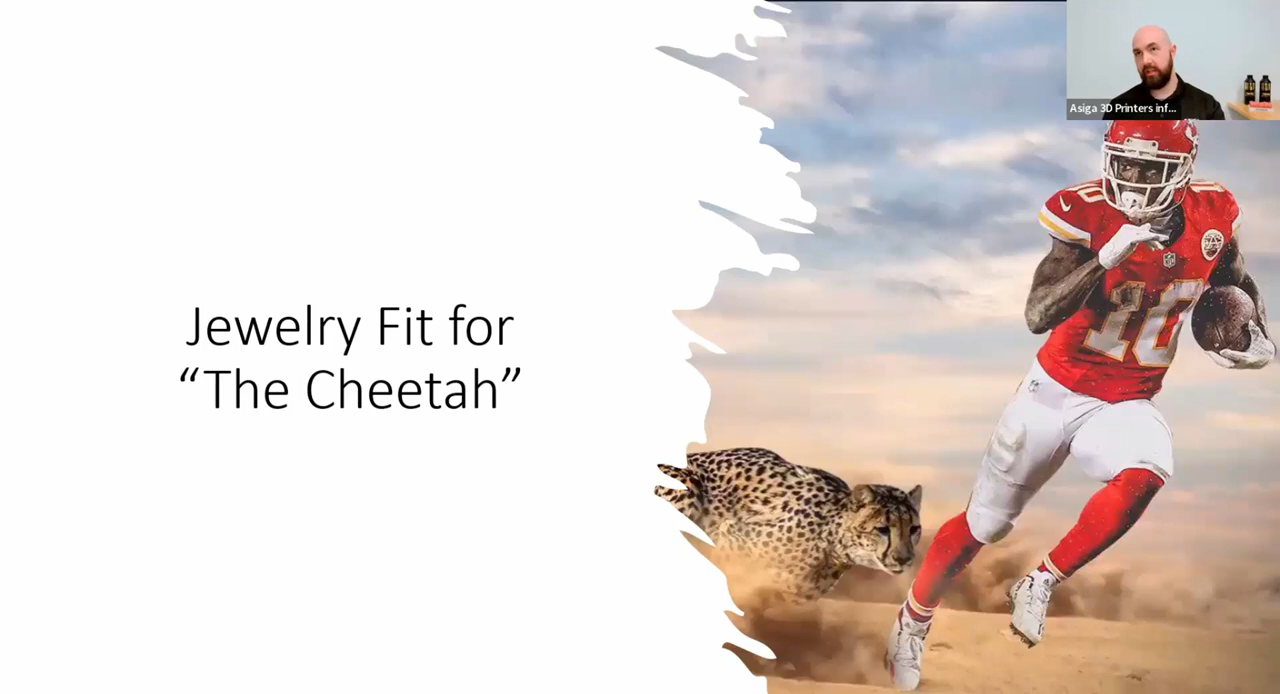 Asiga 3D Printers inf...
10
10
Jewelry Fit for
“The Cheetah”